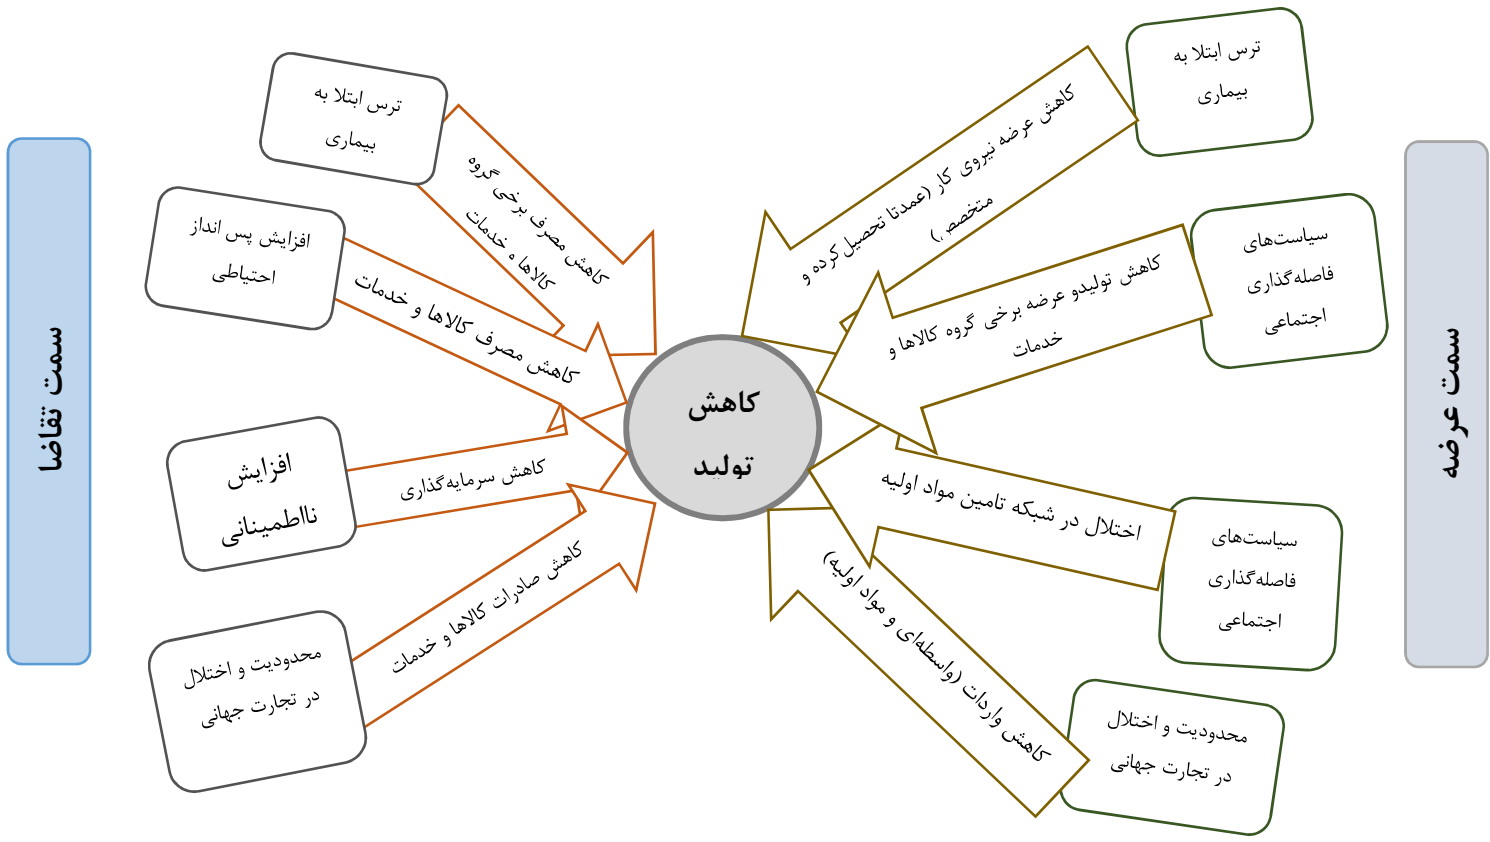 سمت عرضه
ترس ابتلا به
بیماری
کاهش عرضه نیروی کار (عمدتا تحصیل‌کرده و
متخصص)
سیاست‌های
فاصله‌گذاری
اجتماعی
کاهش تولیدو عرضه برخی گروه کالاها و
خدمات
سیاست‌های
فاصله‌گذاری
اجتماعی
اختلال در شبکه تامین مواد اولیه
محدودیت و اختلال
در تجارت جهانی
کاهش واردات (واسطه‌ای و مواد اولیه)
کاهش
تولید
ترس ابتلا به
بیماری
کاهش مصرف برخی گروه
کالاها و خدمات
افزایش پس انداز
احتیاطی
کاهش مصرف کالاها و خدمات
افزایش
نااطمینانی
کاهش سرمایه‌گذاری
محدودیت و اختلال
در تجارت جهانی
کاهش صادرات کالاها و خدمات
سمت تقاضا